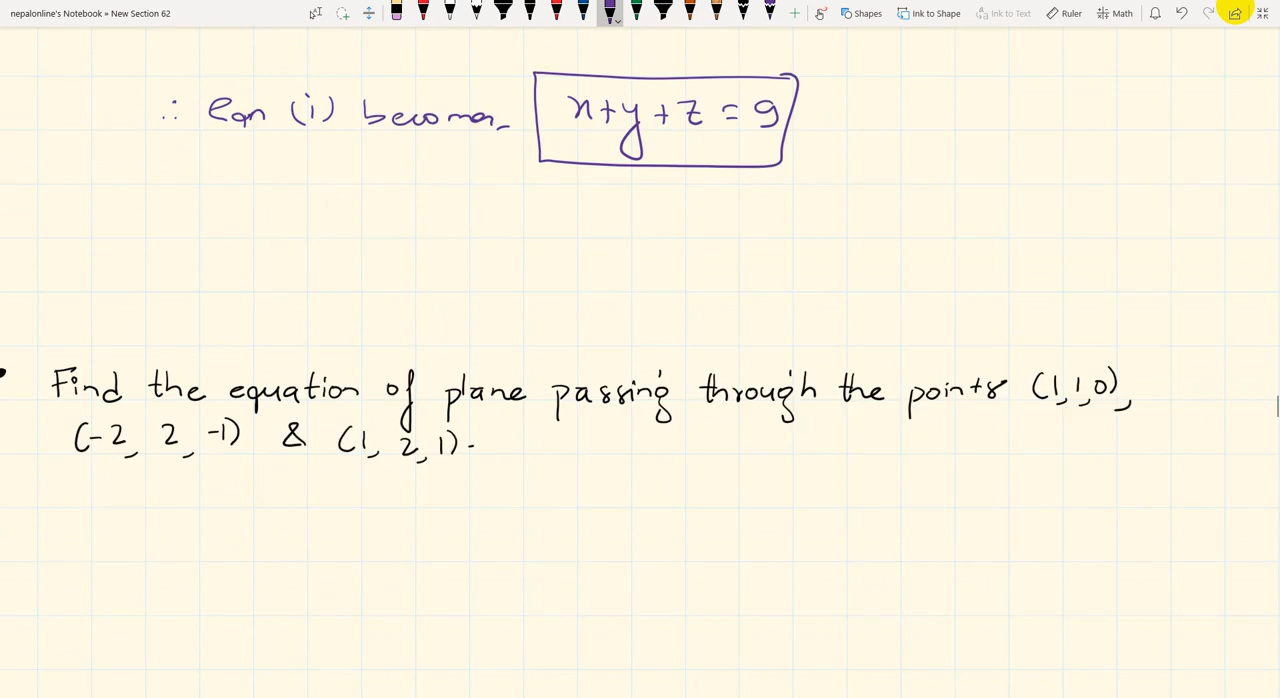 nepalonline's Notebook » New Section 62
Shapes Ink to Shape Ink to Text Ruler Math
∴ Eqn (i) becomes x+y+z = 9
Find the equation of plane passing through the points (1,1,0),
(-2, 2, -1) & (1, 2, 1).